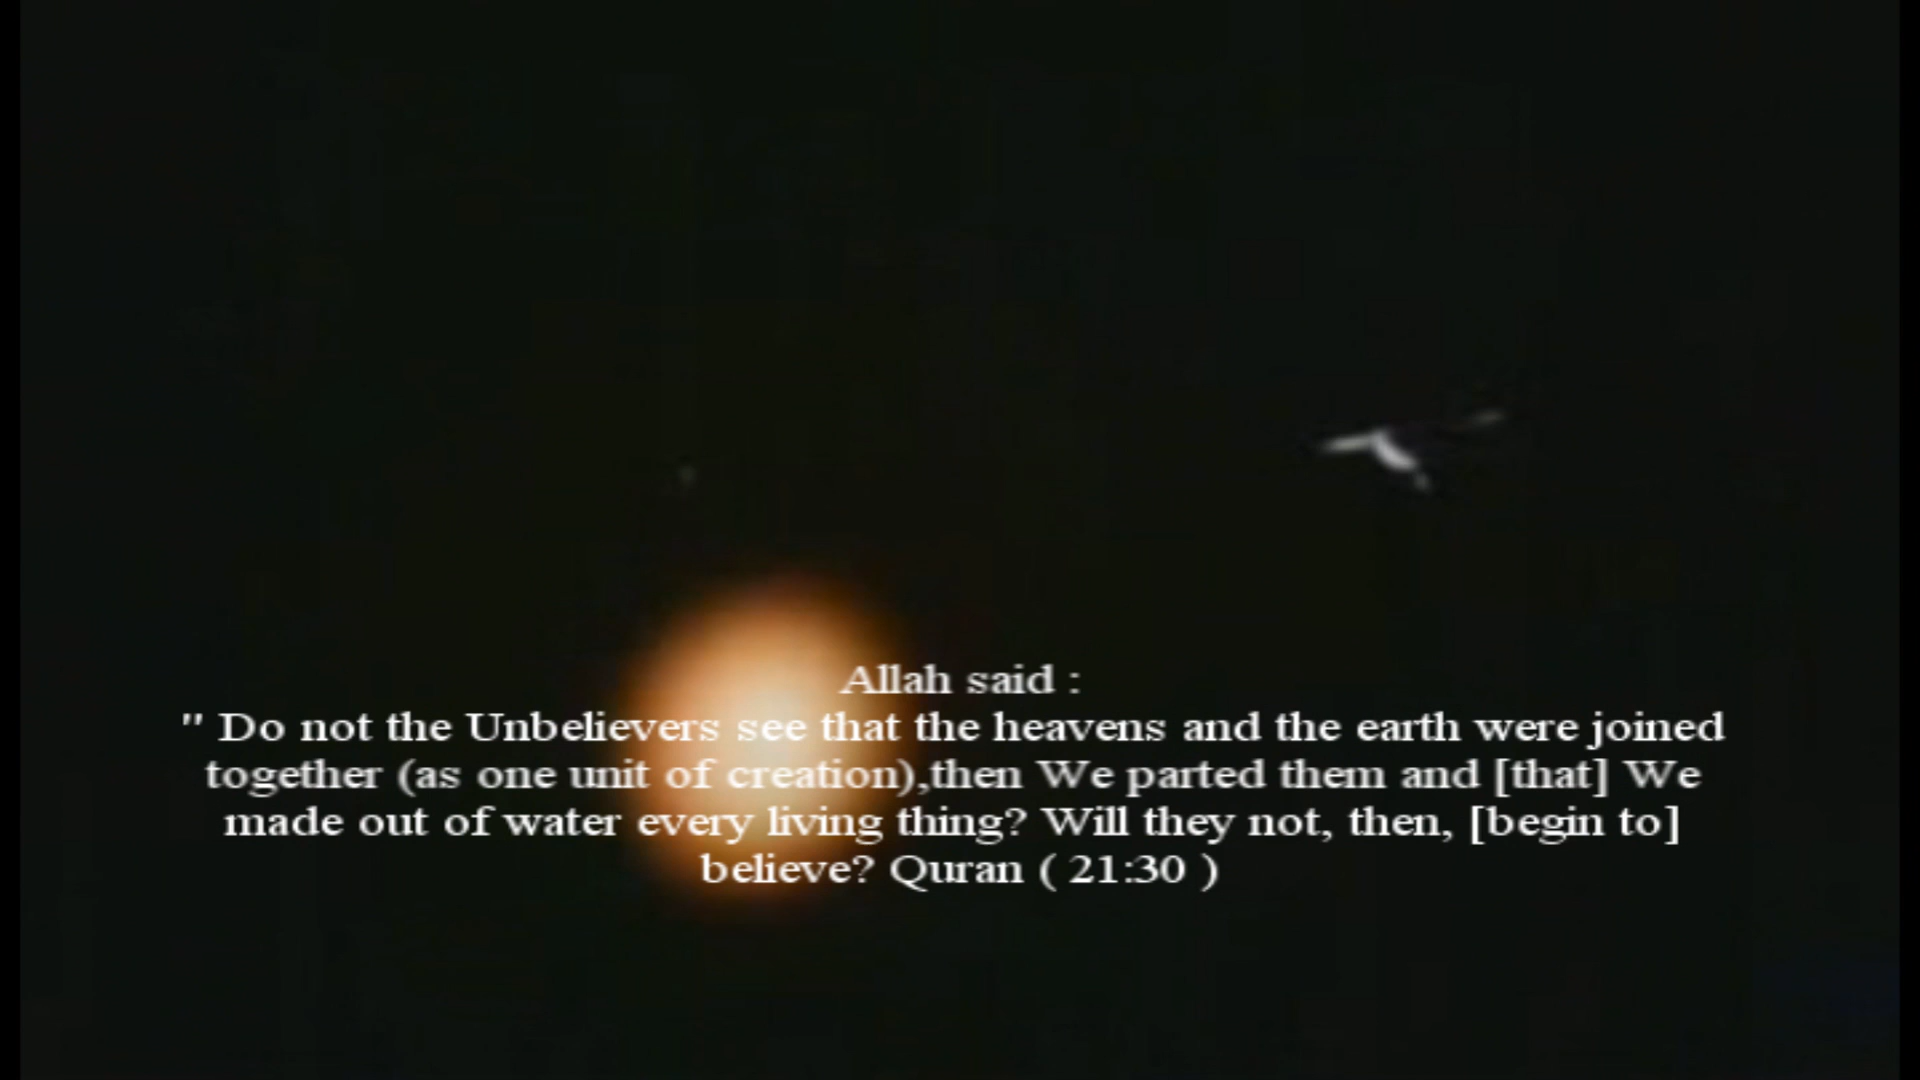 Allah said :
" Do not the Unbelievers see that the heavens and the earth were joined
together (as one unit of creation),then We parted them and [that] We
made out of water every living thing? Will they not, then, [begin to]
believe? Quran ( 21:30 )